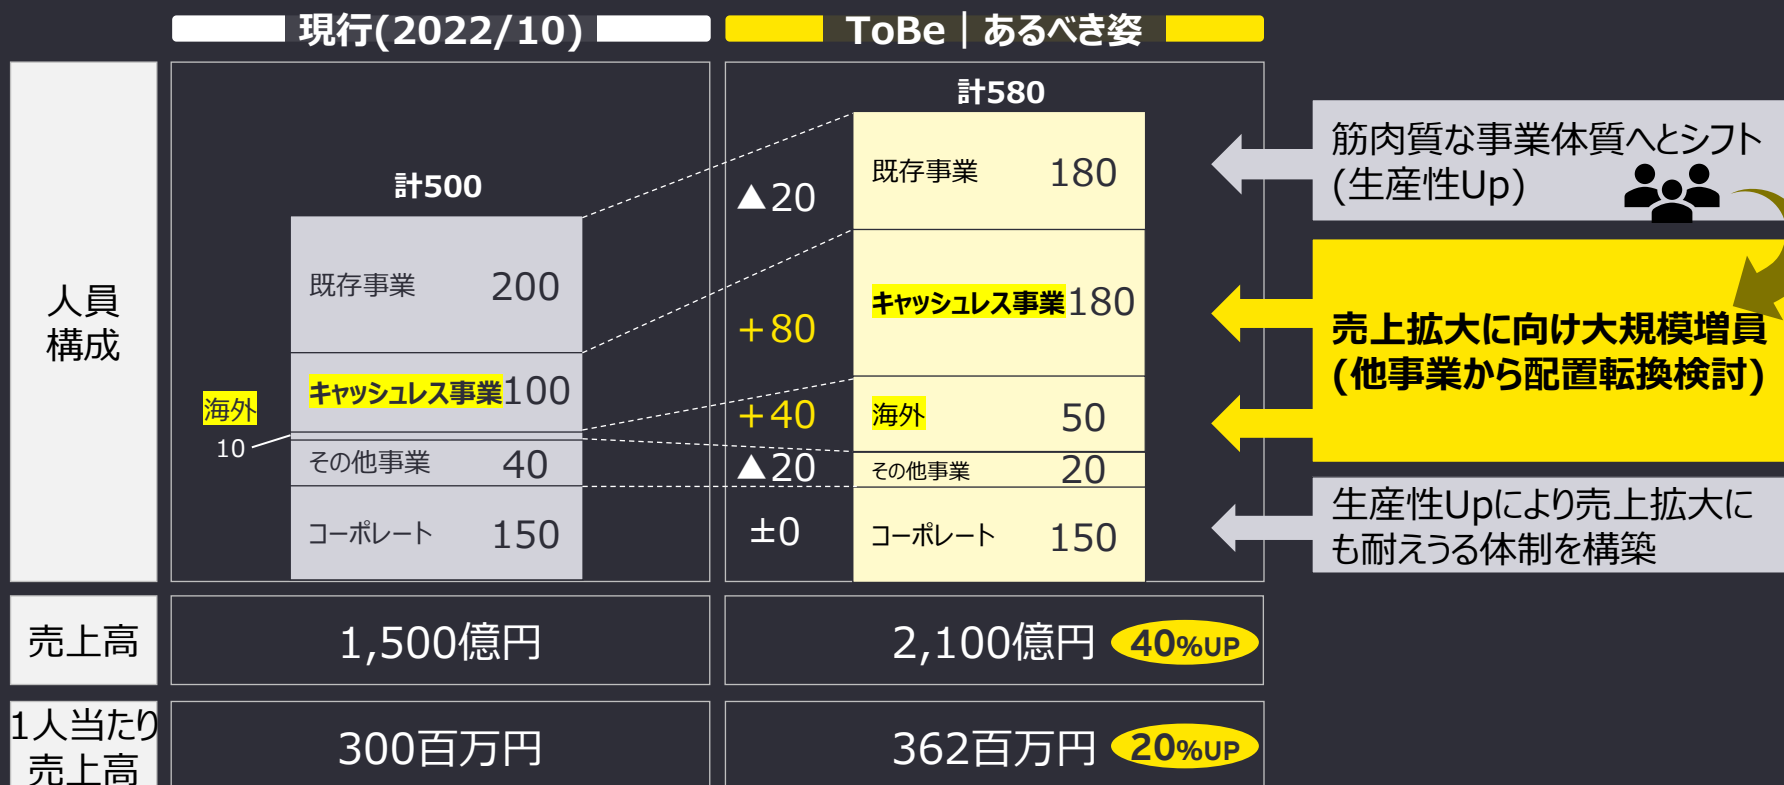 現行(2022/10)
ToBe｜あるべき姿
人員
構成
計500
既存事業 200
キャッシュレス事業100
海外
10
その他事業 40
コーポレート 150
▲20
+80
+40
▲20
±0
計580
既存事業 180
キャッシュレス事業180
海外 50
その他事業 20
コーポレート 150
筋肉質な事業体質へとシフト
(生産性Up)
売上拡大に向け大規模増員
(他事業から配置転換検討)
生産性Upにより売上拡大に
も耐えうる体制を構築
売上高
1,500億円
2,100億円 40%UP
1人当たり
売上高
300百万円
362百万円 20%UP